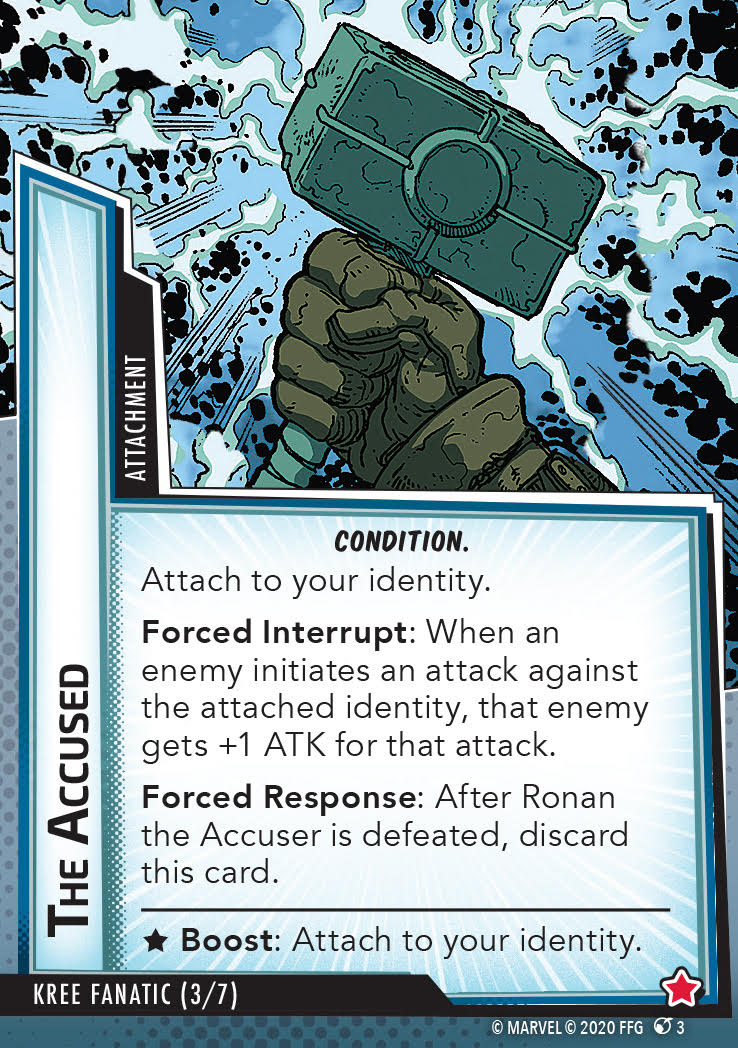 ATTACHMENT
THE ACCUSED
CONDITION.
Attach to your identity.
Forced Interrupt: When an
enemy initiates an attack against
the attached identity, that enemy
gets +1 ATK for that attack.
Forced Response: After Ronan
the Accuser is defeated, discard
this card.
★ Boost: Attach to your identity.
KREE FANATIC (3/7)
© MARVEL © 2020 FFG 3